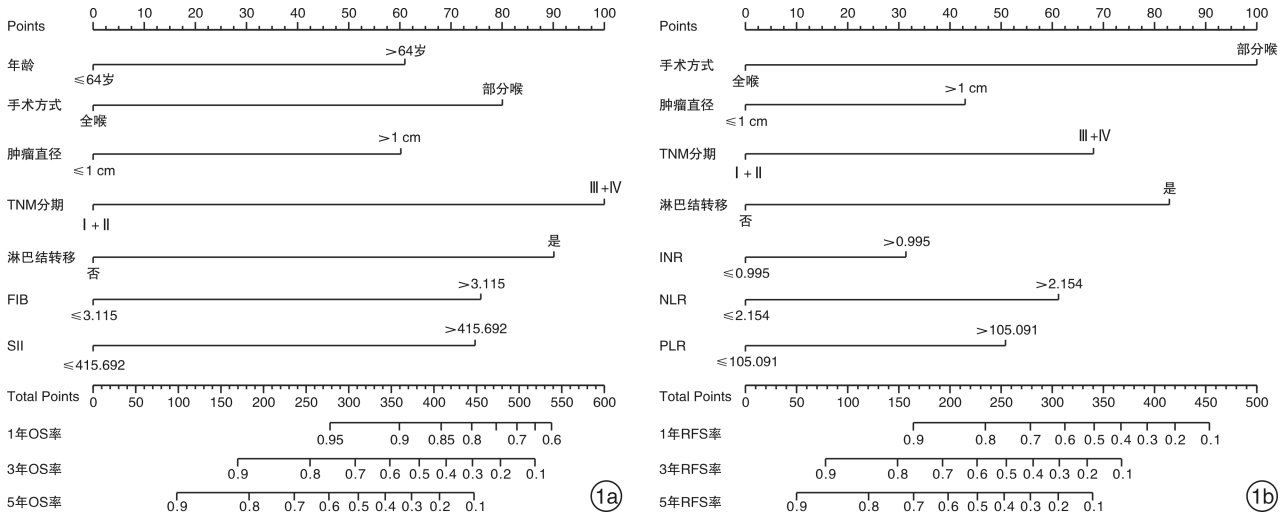 Points 0 10 20 30 40 50 60 70 80 90 100
>64岁
年龄
≤64岁
部分喉
手术方式
全喉
>1 cm
肿瘤直径
≤1 cm
Ⅲ+Ⅳ
TNM分期
Ⅰ+Ⅱ
是
淋巴结转移
否
>3.115
FIB
≤3.115
>415.692
SII
≤415.692
Total Points 0 50 100 150 200 250 300 350 400 450 500 550 600
1年OS率 0.95 0.9 0.85 0.8 0.7 0.6
3年OS率 0.9 0.8 0.7 0.6 0.5 0.4 0.3 0.2 0.1
5年OS率 0.9 0.8 0.7 0.6 0.5 0.4 0.3 0.2 0.1
1a
Points 0 10 20 30 40 50 60 70 80 90 100
部分喉
手术方式
全喉
>1 cm
肿瘤直径
≤1 cm
Ⅲ+Ⅳ
TNM分期
Ⅰ+Ⅱ
是
淋巴结转移
否
>0.995
INR
≤0.995
>2.154
NLR
≤2.154
>105.091
PLR
≤105.091
Total Points 0 50 100 150 200 250 300 350 400 450 500
1年RFS率 0.9 0.8 0.7 0.6 0.5 0.4 0.3 0.2 0.1
3年RFS率 0.9 0.8 0.7 0.6 0.5 0.4 0.3 0.2 0.1
5年RFS率 0.9 0.8 0.7 0.6 0.5 0.4 0.3 0.2 0.1
1b